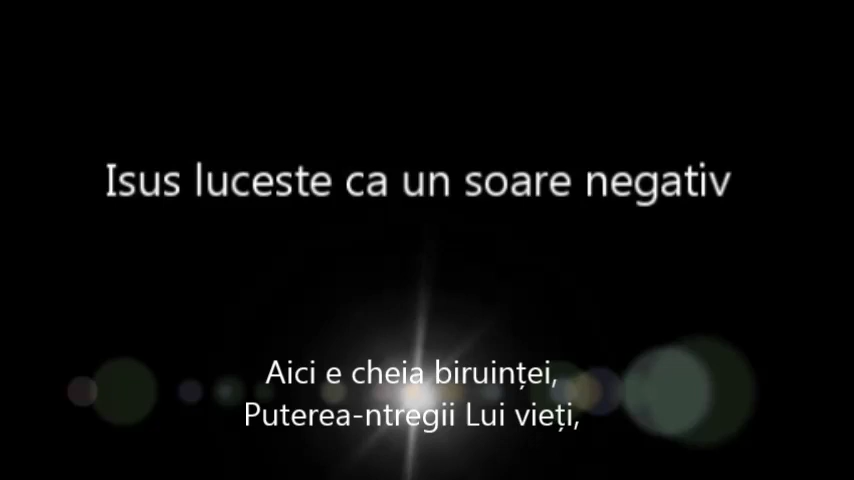 Isus luceste ca un soare negativ
Aici e cheia biruinței,
Puterea-ntregii Lui vieți,